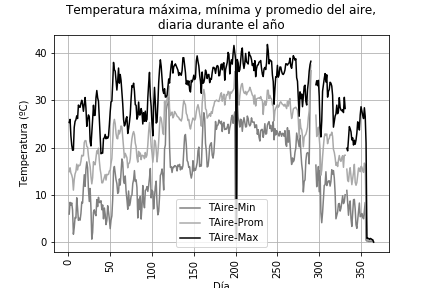 Temperatura máxima, mínima y promedio del aire,
diaria durante el año
Temperatura (ºC)
40
30
20
10
0
TAire-Min
TAire-Prom
TAire-Max
0
50
100
150
200
250
300
350
Día